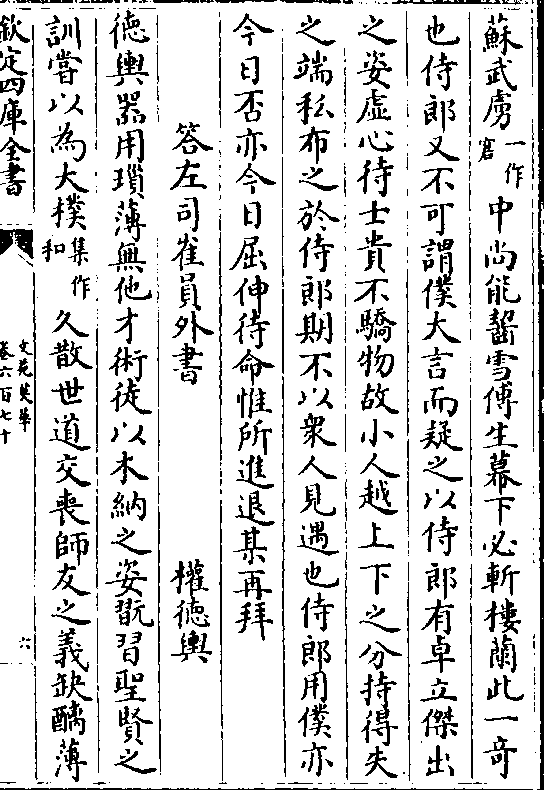 蘇武虜一作窖中尚能齧雪傅生幕下必斬樓蘭此一奇
也侍郎又不可謂僕大言而疑之以侍郎有卓立傑出
之姿虛心待士貴不驕物故小人越上下之分持得失
之端私布之於侍郎期不以衆人見遇也侍郎用僕亦
今日否亦今日屈伸待命惟所進退某再拜
答左司崔員外書 權德輿
德輿器用瑣薄無他才術徒以木納之姿翫習聖賢之
訓嘗以為大樸集作和久散世道交喪師友之義缺醨薄
欽定四庫全書
文苑英華
卷六百七十
六